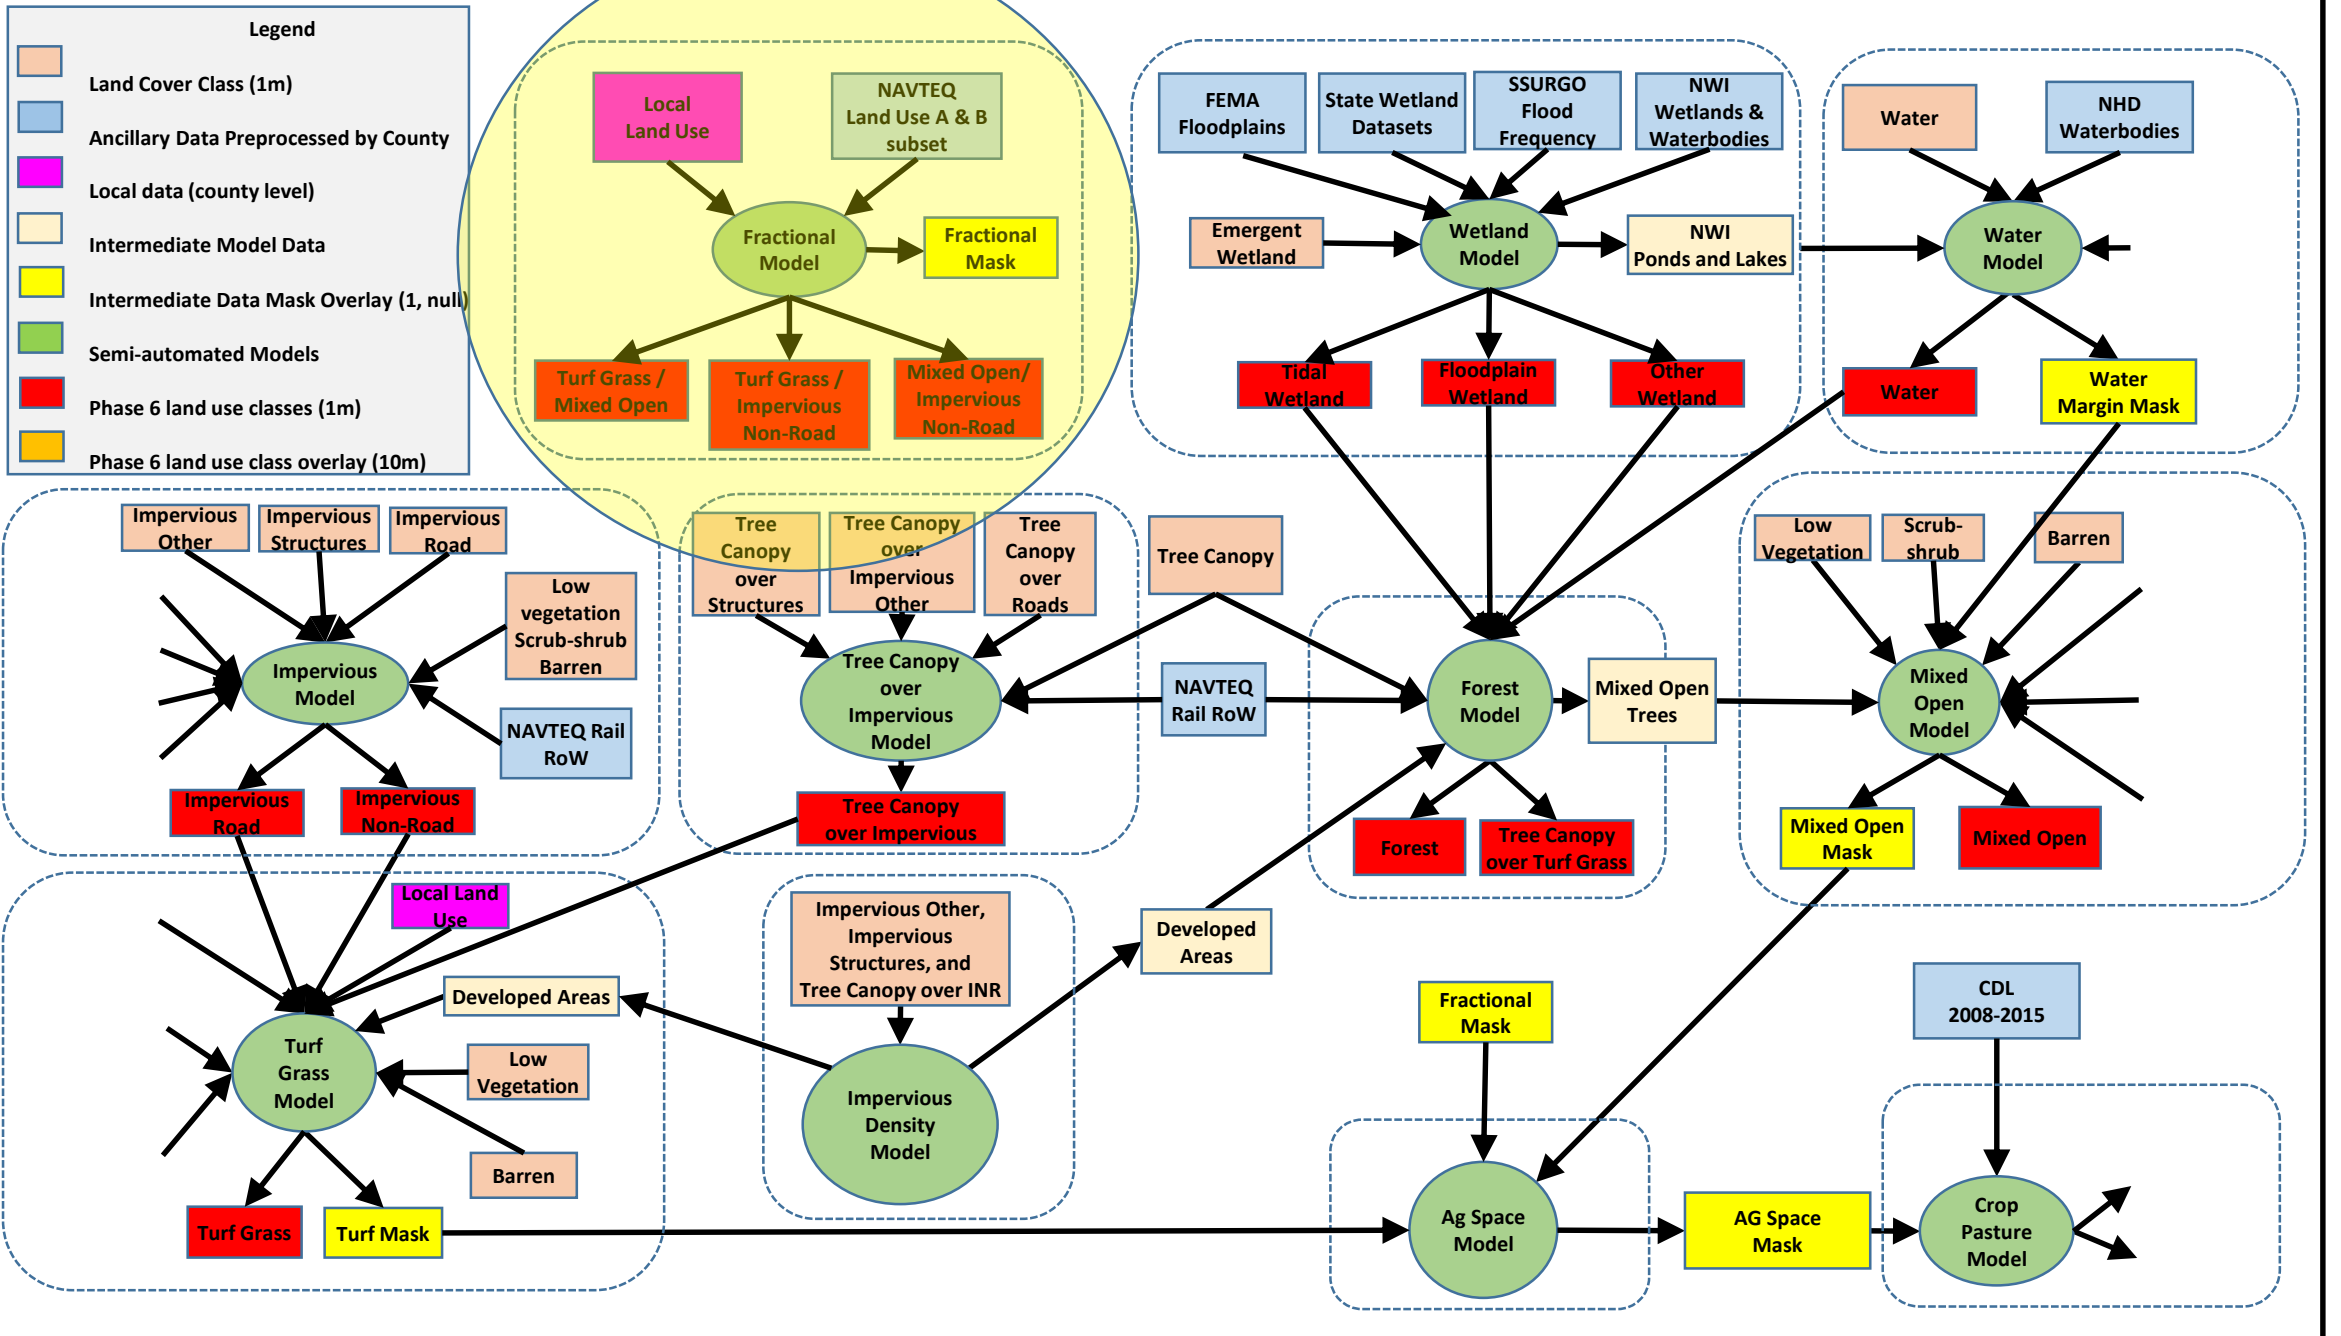 Legend
Land Cover Class (1m)
Ancillary Data Preprocessed by County
Local data (county level)
Intermediate Model Data
Intermediate Data Mask Overlay (1, null)
Semi-automated Models
Phase 6 land use classes (1m)
Phase 6 land use class overlay (10m)
Local
Land Use
NAVTEQ
Land Use A & B
subset
Fractional
Model
Fractional
Mask
Turf Grass /
Mixed Open
Turf Grass /
Impervious
Non-Road
Mixed Open/
Impervious
Non-Road
FEMA
Floodplains
State Wetland
Datasets
SSURGO
Flood
Frequency
NWI
Wetlands &
Waterbodies
Emergent
Wetland
Wetland
Model
NWI
Ponds and Lakes
Tidal
Wetland
Floodplain
Wetland
Other
Wetland
Water
NHD
Waterbodies
Water
Model
Water
Water
Margin Mask
Impervious
Other
Impervious
Structures
Impervious
Road
Low
vegetation
Scrub-shrub
Barren
Impervious
Model
NAVTEQ Rail
RoW
Impervious
Road
Impervious
Non-Road
Tree
Canopy
over
Structures
Tree Canopy
over
Impervious
Other
Tree
Canopy
over
Roads
Tree Canopy
over
Impervious
Model
Tree Canopy
over Impervious
Tree Canopy
NAVTEQ
Rail RoW
Forest
Model
Mixed Open
Trees
Forest
Tree Canopy
over Turf Grass
Low
Vegetation
Scrub-
shrub
Barren
Mixed
Open
Model
Mixed Open
Mask
Mixed Open
Local Land
Use
Developed Areas
Turf
Grass
Model
Low
Vegetation
Barren
Turf Grass
Turf Mask
Impervious Other,
Impervious
Structures, and
Tree Canopy over INR
Impervious
Density
Model
Developed
Areas
Fractional
Mask
Ag Space
Model
AG Space
Mask
CDL
2008-2015
Crop
Pasture
Model